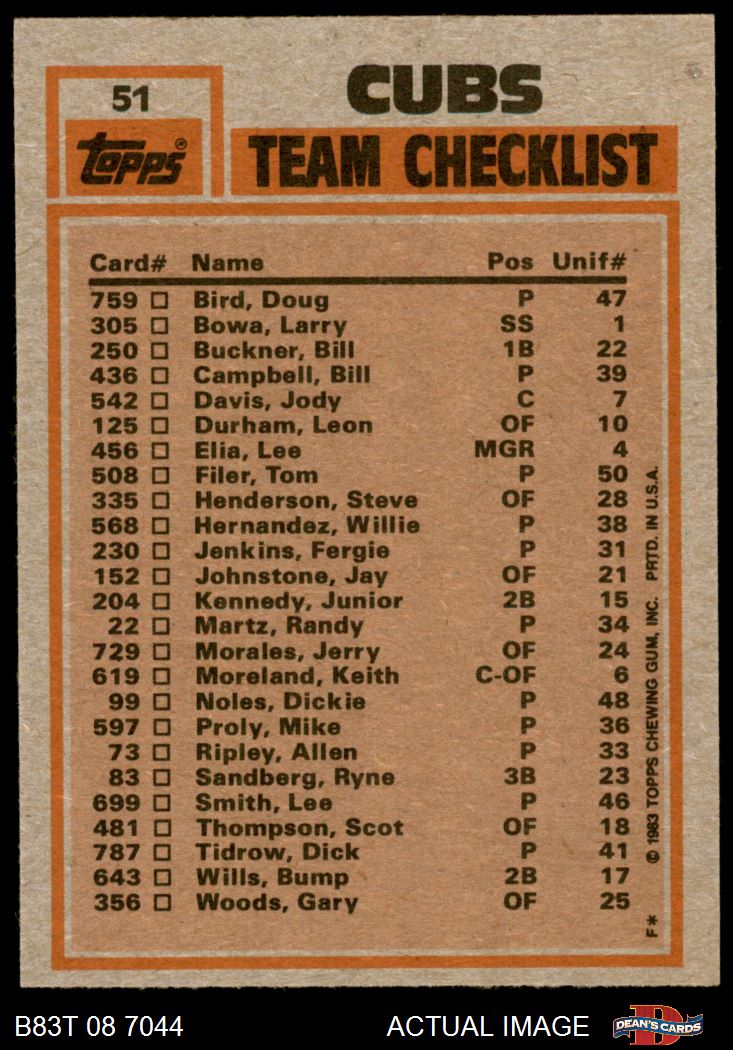 51
CUBS
Topps®
TEAM CHECKLIST
Card# Name Pos Unif#
759 Bird, Doug P 47
305 Bowa, Larry SS 1
250 Buckner, Bill 1B 22
436 Campbell, Bill P 39
542 Davis, Jody C 7
125 Durham, Leon OF 10
456 Elia, Lee MGR 4
508 Filer, Tom P 50
335 Henderson, Steve OF 28
568 Hernandez, Willie P 38
230 Jenkins, Fergie P 31
152 Johnstone, Jay OF 21
204 Kennedy, Junior 2B 15
22 Martz, Randy P 34
729 Morales, Jerry OF 24
619 Moreland, Keith C-OF 6
99 Noles, Dickie P 48
597 Proly, Mike P 36
73 Ripley, Allen P 33
83 Sandberg, Ryne 3B 23
699 Smith, Lee P 46
481 Thompson, Scot OF 18
787 Tidrow, Dick P 41
643 Wills, Bump 2B 17
356 Woods, Gary OF 25
F* © 1983 TOPPS CHEWING GUM, INC. PRTD. IN U.S.A.
B83T 08 7044 ACTUAL IMAGE
D
DEAN'S CARDS